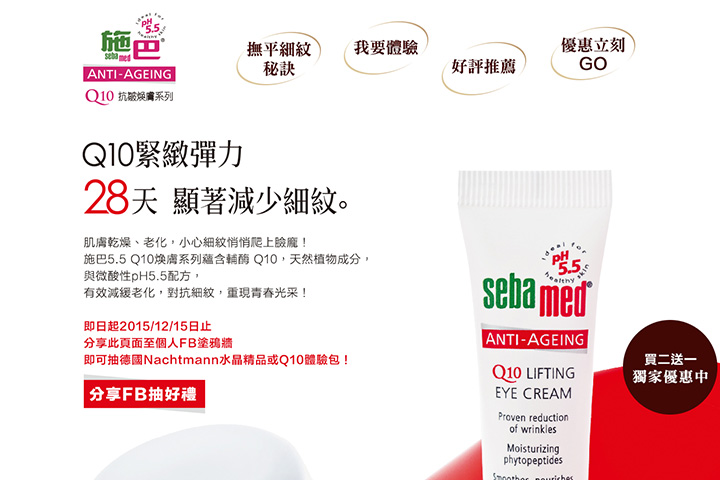 施巴
ideal for
pH
5.5
healthy skin
sebamed
ANTI-AGEING
Q10 抗皺煥膚系列
撫平細紋
秘訣
我要體驗
好評推薦
優惠立刻
GO
Q10緊緻彈力
28天 顯著減少細紋。
肌膚乾燥、老化，小心細紋悄悄爬上臉龐！
施巴5.5 Q10煥膚系列蘊含輔酶 Q10，天然植物成分，
與微酸性pH5.5配方，
有效減緩老化，對抗細紋，重現青春光采！
即日起2015/12/15日止
分享此頁面至個人FB塗鴉牆
即可抽德國Nachtmann水晶精品或Q10體驗包！
分享FB抽好禮
ideal for
pH
5.5
healthy skin
sebamed®
ANTI-AGEING
Q10 LIFTING
EYE CREAM
Proven reduction
of wrinkles
Moisturizing
phytopeptides
Smoothes, nourishes
買二送一
獨家優惠中